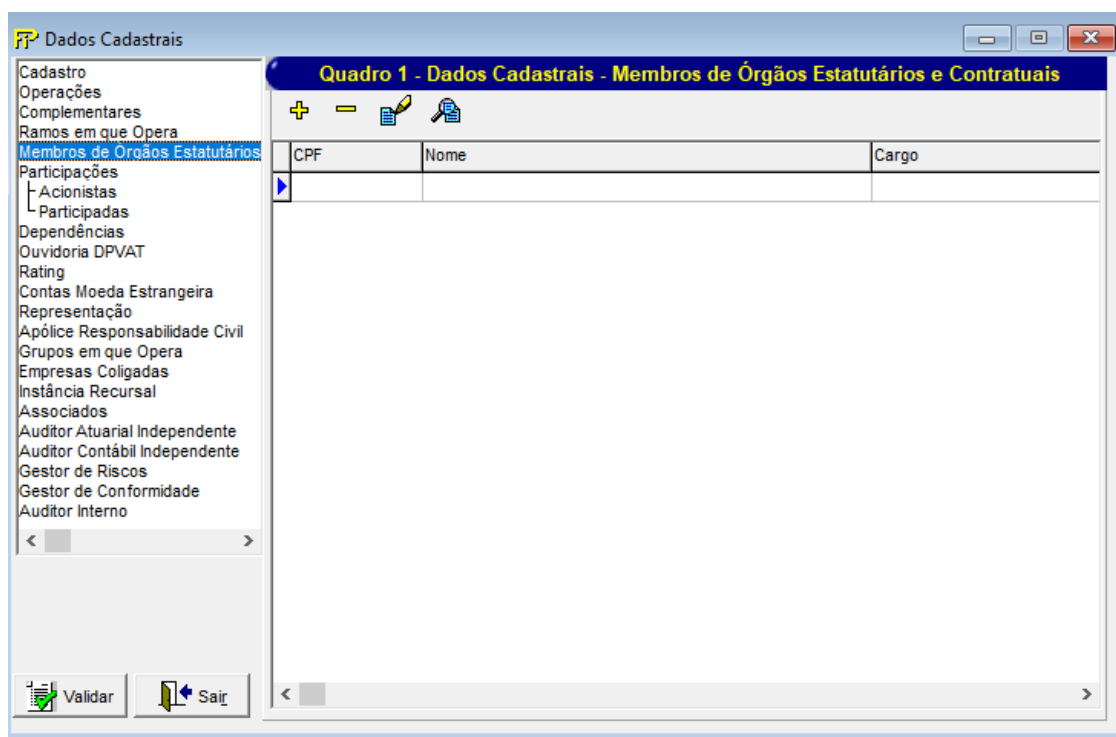 FIP Dados Cadastrais
Cadastro
Operações
Complementares
Ramos em que Opera
Membros de Órgãos Estatutários
Participações
Acionistas
Participadas
Dependências
Ouvidoria DPVAT
Rating
Contas Moeda Estrangeira
Representação
Apólice Responsabilidade Civil
Grupos em que Opera
Empresas Coligadas
Instância Recursal
Associados
Auditor Atuarial Independente
Auditor Contábil Independente
Gestor de Riscos
Gestor de Conformidade
Auditor Interno
Validar
Sair
Quadro 1 - Dados Cadastrais - Membros de Órgãos Estatutários e Contratuais
CPF Nome Cargo